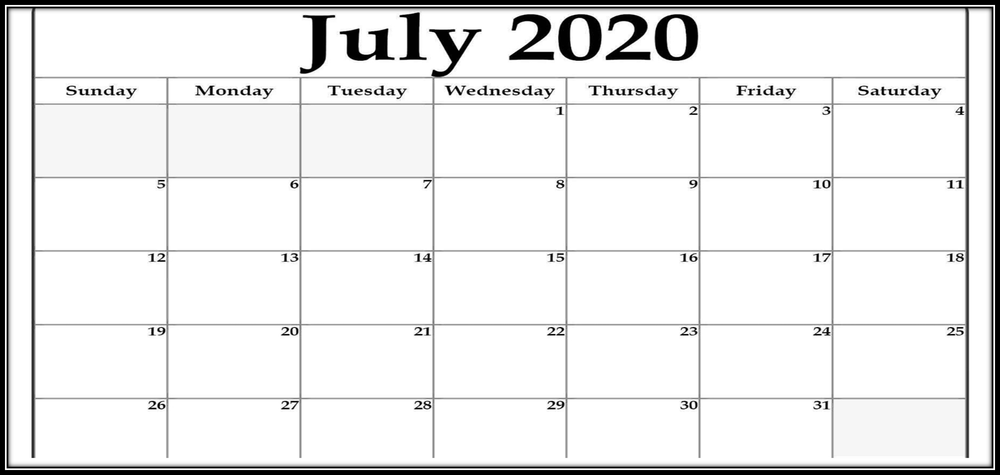 July 2020
Sunday Monday Tuesday Wednesday Thursday Friday Saturday
1 2 3 4
5 6 7 8 9 10 11
12 13 14 15 16 17 18
19 20 21 22 23 24 25
26 27 28 29 30 31